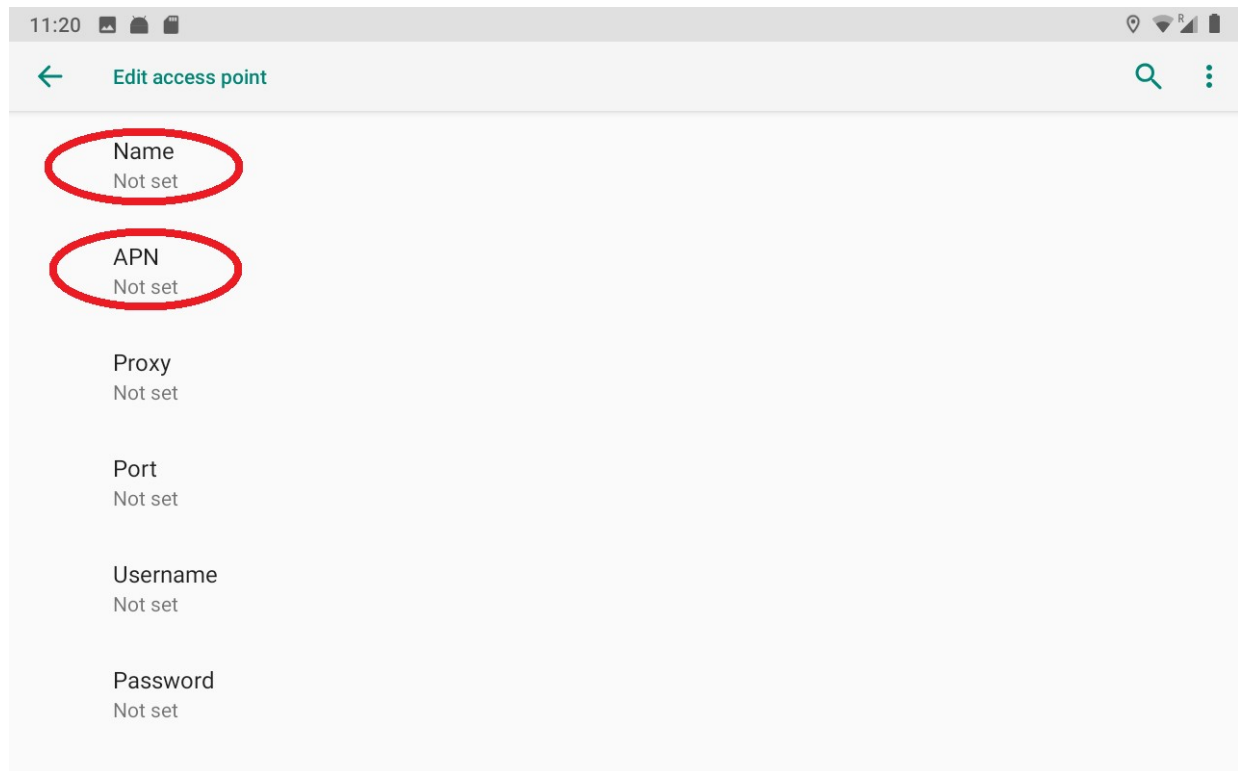 11:20
R
Edit access point
Name
Not set
APN
Not set
Proxy
Not set
Port
Not set
Username
Not set
Password
Not set